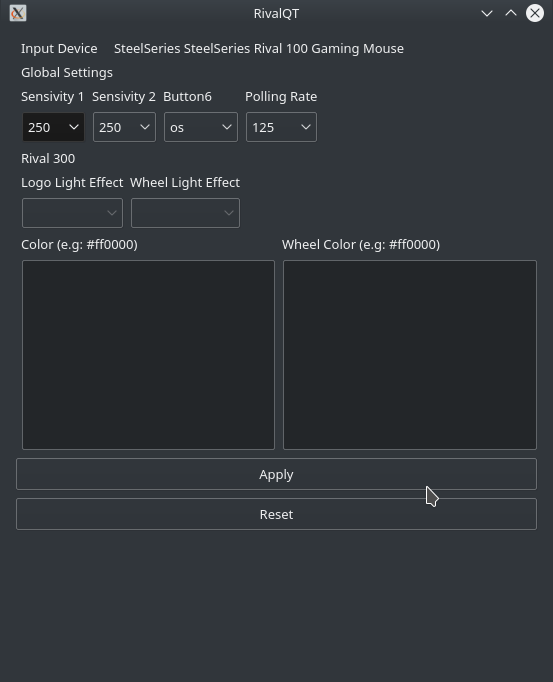 RivalQT
Input Device SteelSeries SteelSeries Rival 100 Gaming Mouse
Global Settings
Sensivity 1 Sensivity 2 Button6 Polling Rate
250 250 os 125
Rival 300
Logo Light Effect Wheel Light Effect
Color (e.g: #ff0000) Wheel Color (e.g: #ff0000)
Apply
Reset